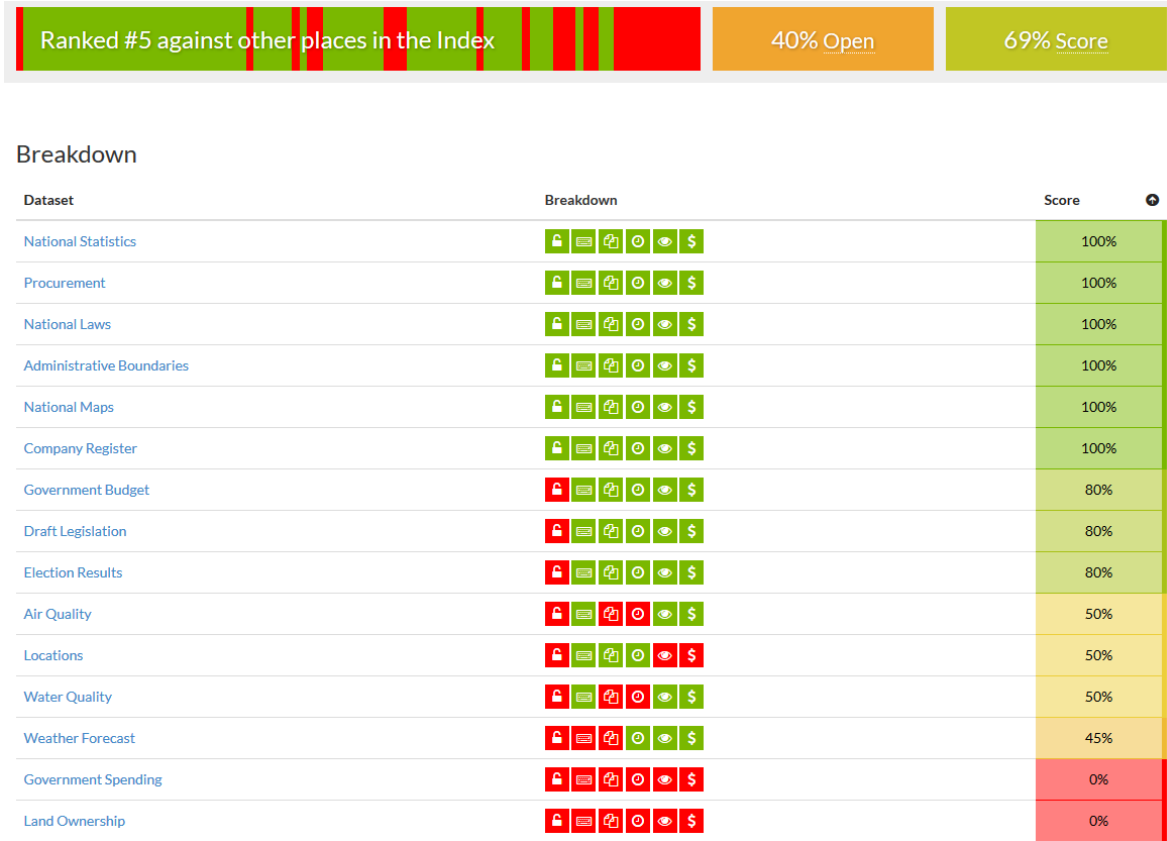 Ranked #5 against other places in the Index 40% Open 69% Score
Breakdown
Dataset Breakdown Score
National Statistics $ 100%
Procurement $ 100%
National Laws $ 100%
Administrative Boundaries $ 100%
National Maps $ 100%
Company Register $ 100%
Government Budget $ 80%
Draft Legislation $ 80%
Election Results $ 80%
Air Quality $ 50%
Locations $ 50%
Water Quality $ 50%
Weather Forecast $ 45%
Government Spending $ 0%
Land Ownership $ 0%